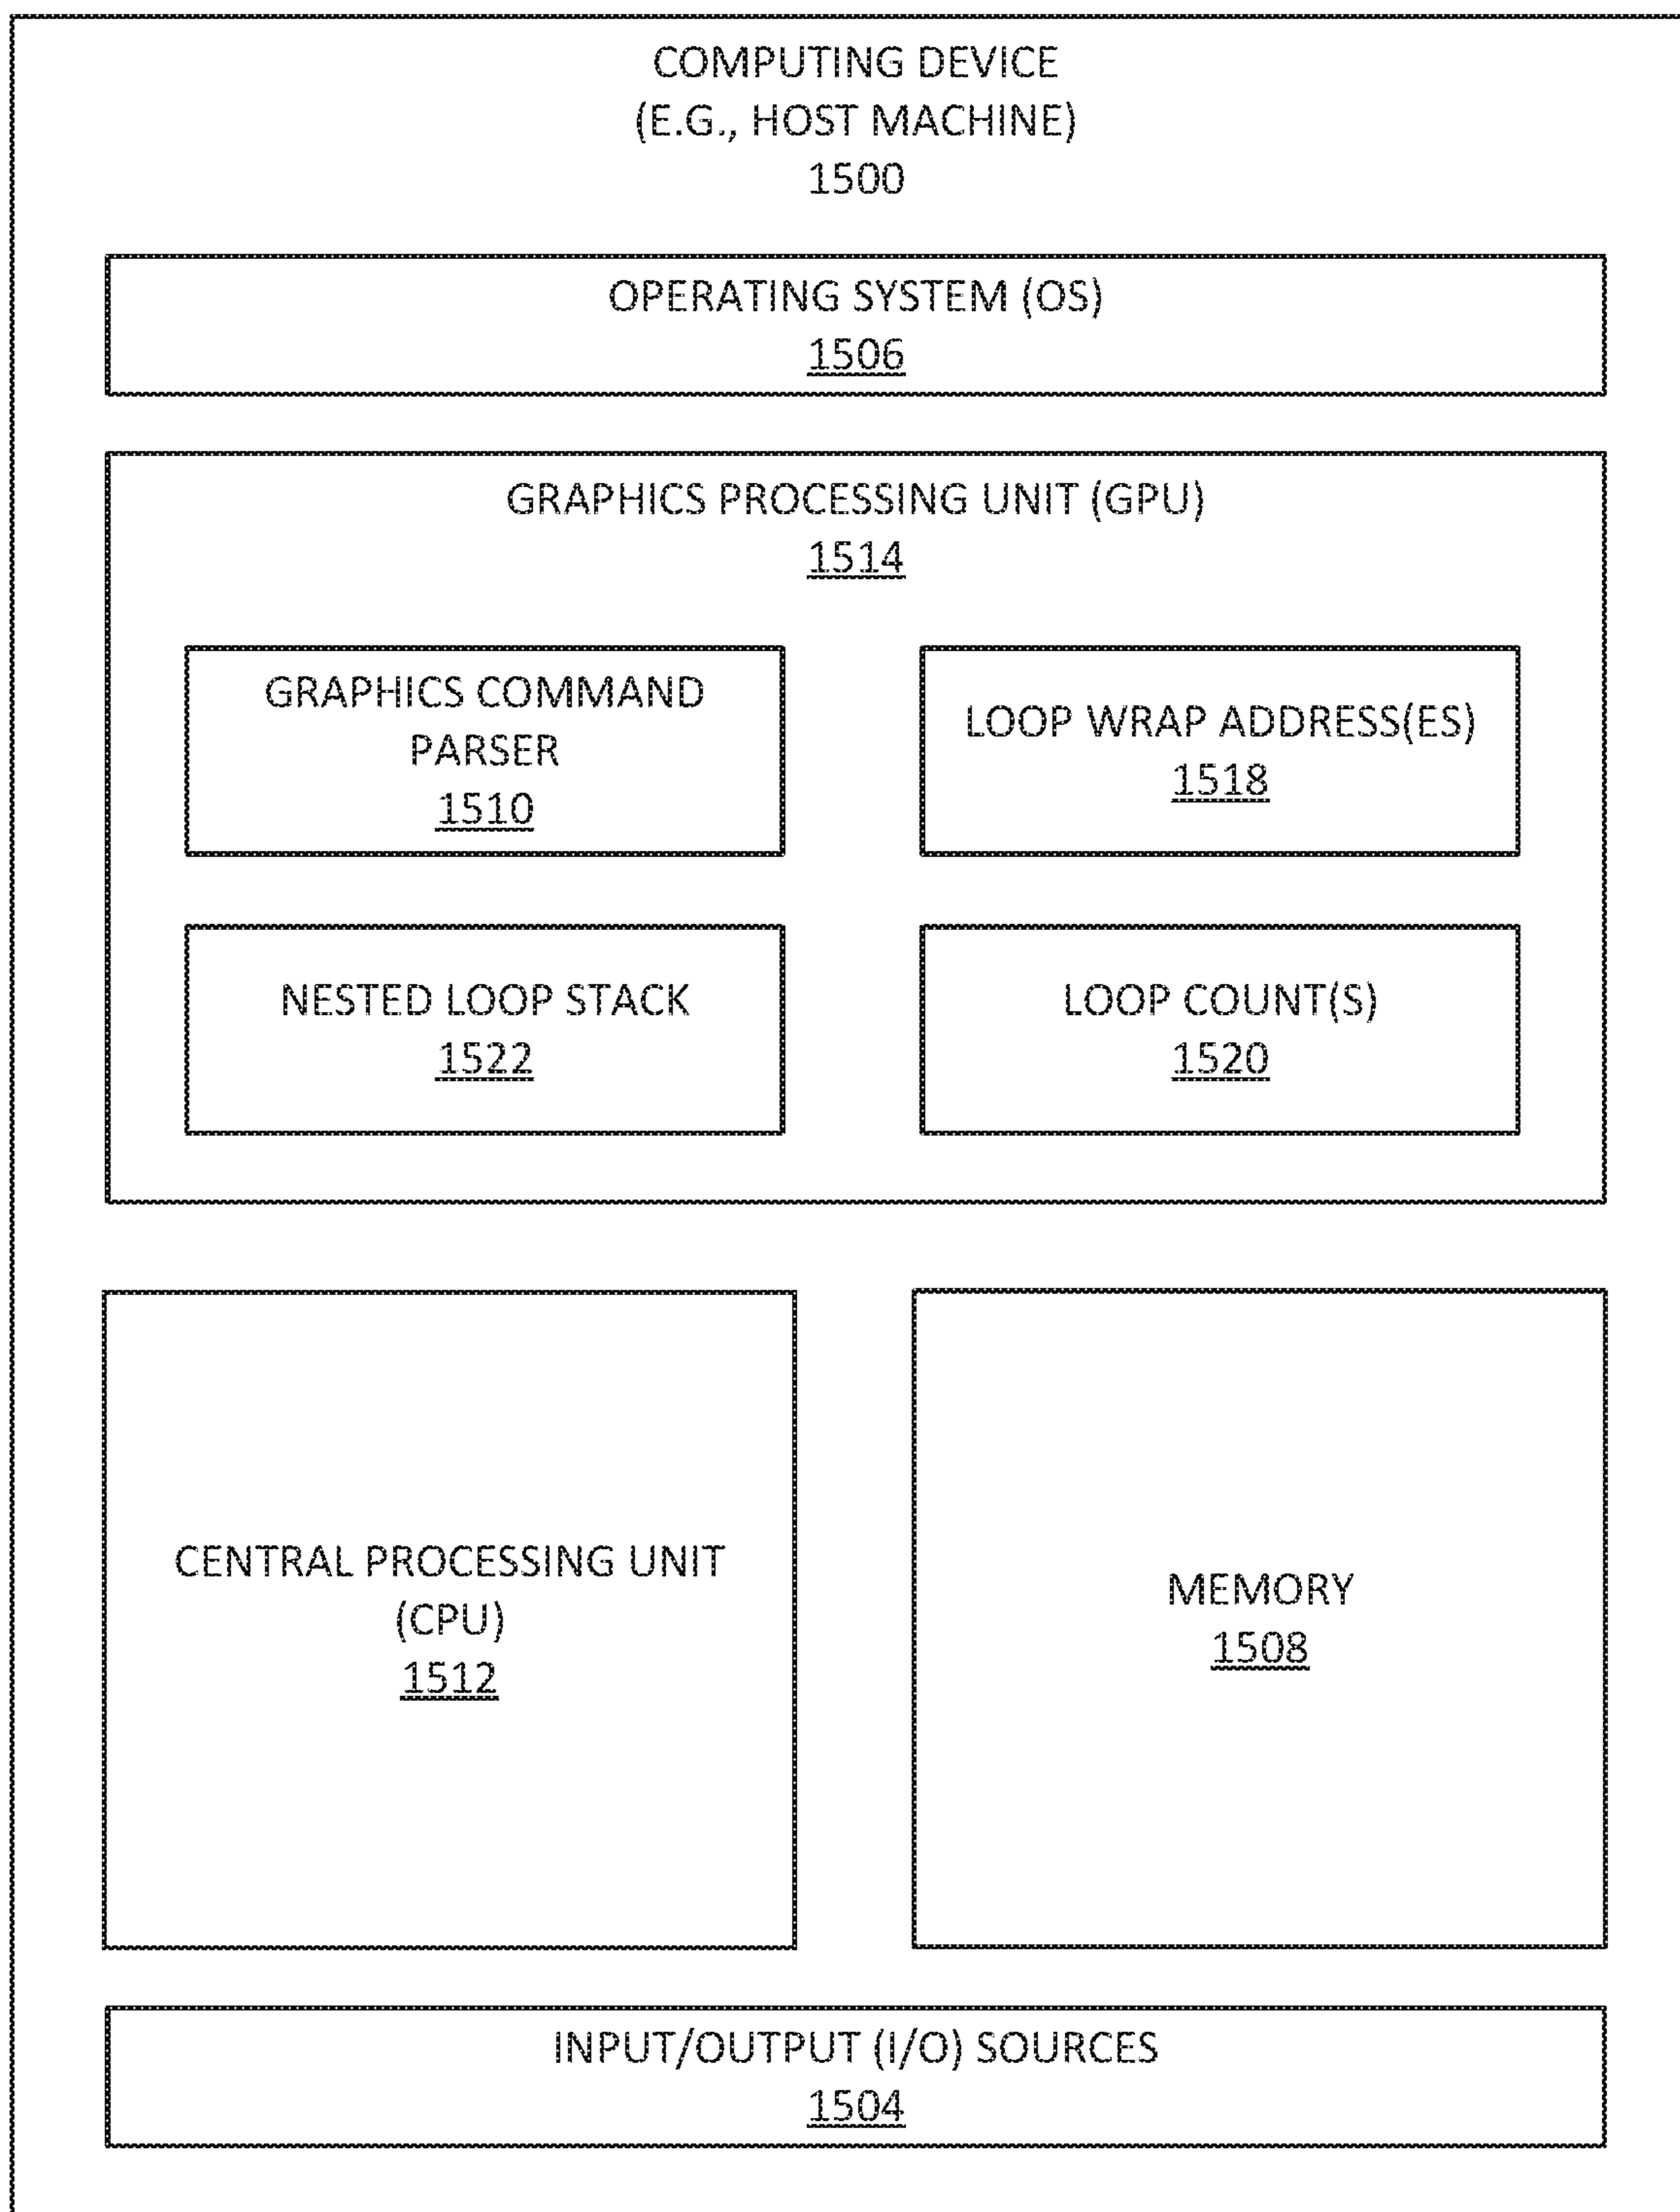 COMPUTING DEVICE
(E.G., HOST MACHINE)
1500
OPERATING SYSTEM (OS)
1506
GRAPHICS PROCESSING UNIT (GPU)
1514
GRAPHICS COMMAND
PARSER
1510
LOOP WRAP ADDRESS(ES)
1518
NESTED LOOP STACK
1522
LOOP COUNT(S)
1520
CENTRAL PROCESSING UNIT
(CPU)
1512
MEMORY
1508
INPUT/OUTPUT (I/O) SOURCES
1504